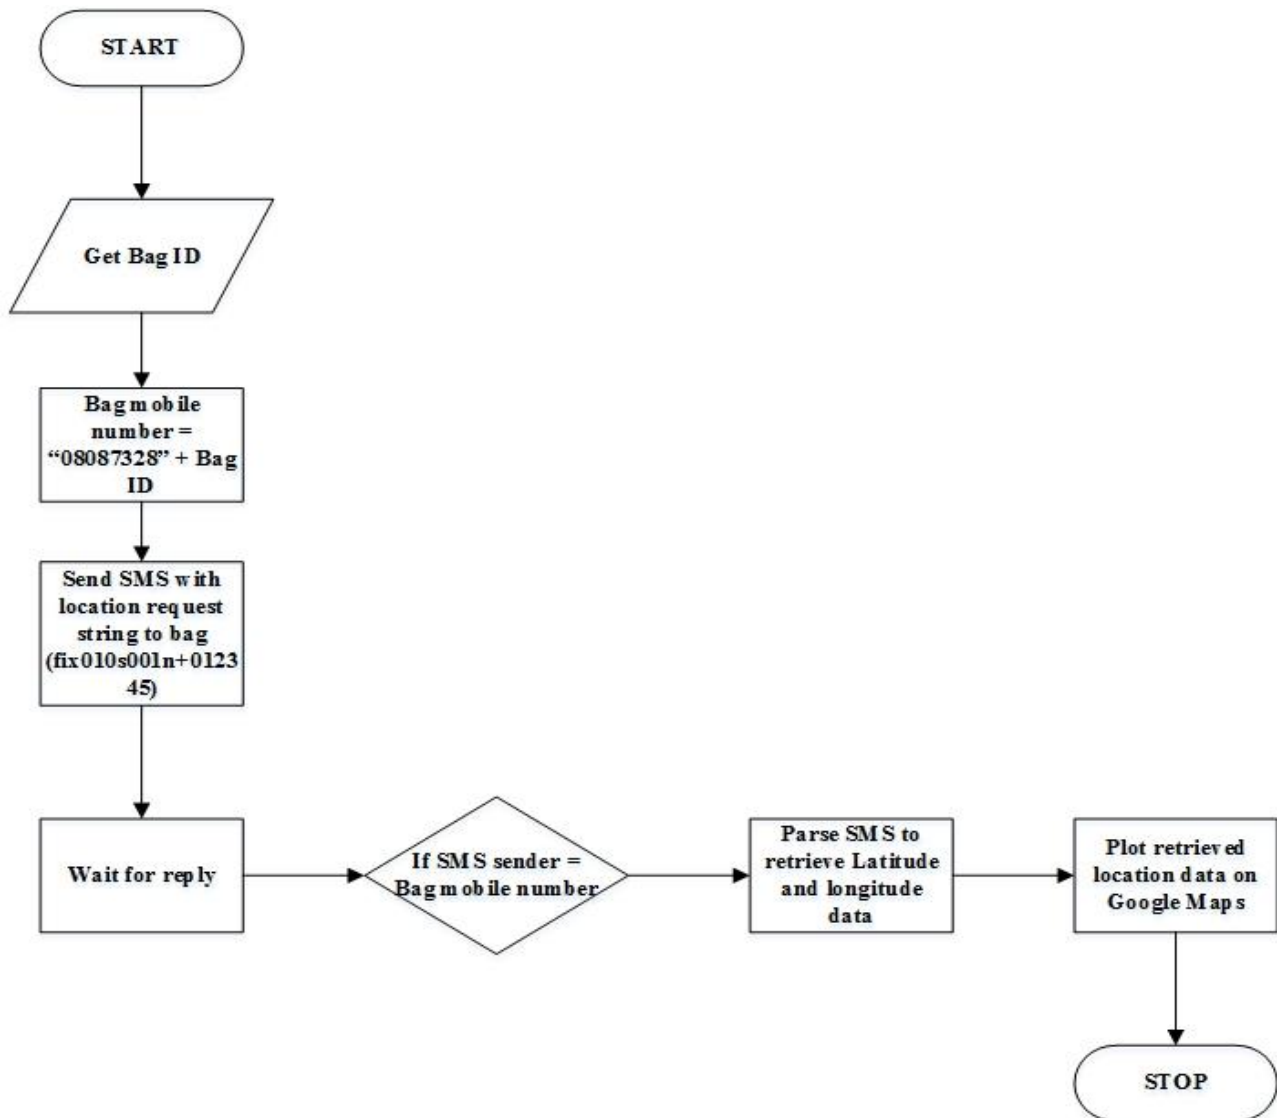 START
Get Bag ID
Bag mobile
number =
“08087328” + Bag
ID
Send SMS with
location request
string to bag
(fix010s001n+0123
45)
Wait for reply
If SMS sender =
Bag mobile number
Parse SMS to
retrieve Latitude
and longitude
data
Plot retrieved
location data on
Google Maps
STOP